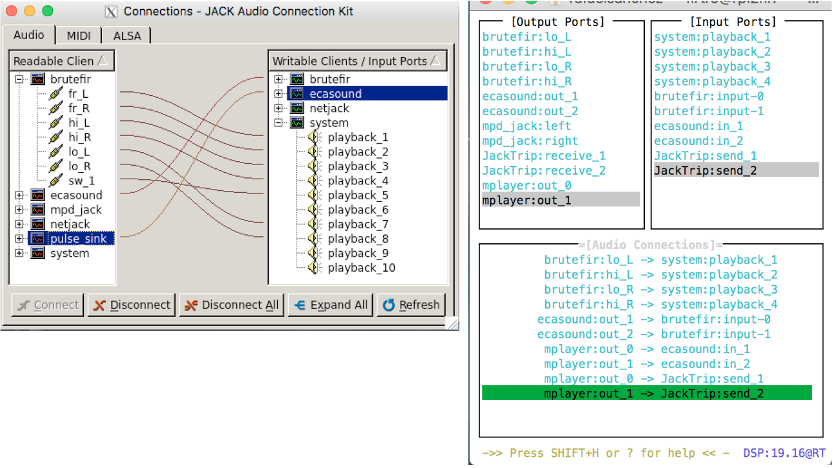 Connections - JACK Audio Connection Kit
Audio MIDI ALSA
Readable Clien
brutefir
fr_L
fr_R
hi_L
hi_R
lo_L
lo_R
sw_1
ecasound
mpd_jack
netjack
pulse_sink
system
Writable Clients / Input Ports
brutefir
ecasound
netjack
system
playback_1
playback_2
playback_3
playback_4
playback_5
playback_6
playback_7
playback_8
playback_9
playback_10
Connect Disconnect Disconnect All Expand All Refresh
[Output Ports]
brutefir:lo_L
brutefir:hi_L
brutefir:lo_R
brutefir:hi_R
ecasound:out_1
ecasound:out_2
mpd_jack:left
mpd_jack:right
JackTrip:receive_1
JackTrip:receive_2
mplayer:out_0
mplayer:out_1
[Input Ports]
system:playback_1
system:playback_2
system:playback_3
system:playback_4
brutefir:input-0
brutefir:input-1
ecasound:in_1
ecasound:in_2
JackTrip:send_1
JackTrip:send_2
=[Audio Connections]=
brutefir:lo_L -> system:playback_1
brutefir:hi_L -> system:playback_2
brutefir:lo_R -> system:playback_3
brutefir:hi_R -> system:playback_4
ecasound:out_1 -> brutefir:input-0
ecasound:out_2 -> brutefir:input-1
mplayer:out_0 -> ecasound:in_1
mplayer:out_1 -> ecasound:in_2
mplayer:out_0 -> JackTrip:send_1
mplayer:out_1 -> JackTrip:send_2
->> Press SHIFT+H or ? for help << - DSP:19.16@RT